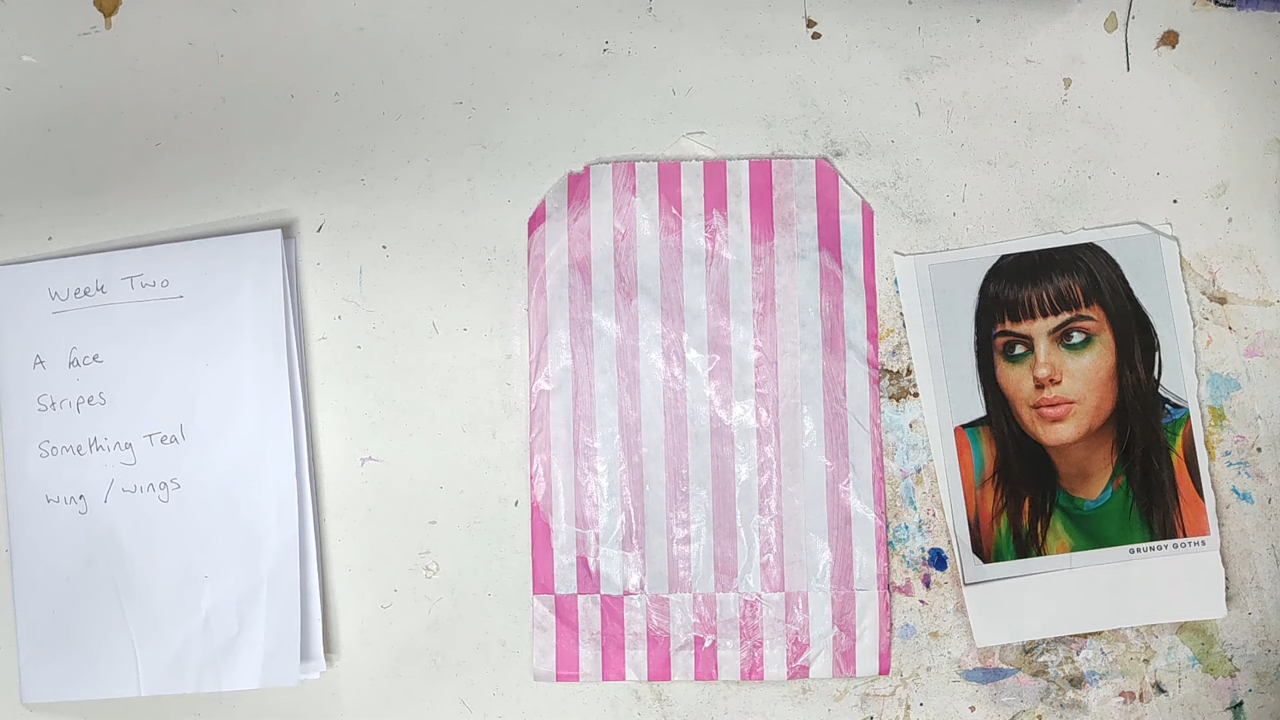 Week Two
A face
Stripes
Something Teal
wing / wings
GRUNGY GOTHS